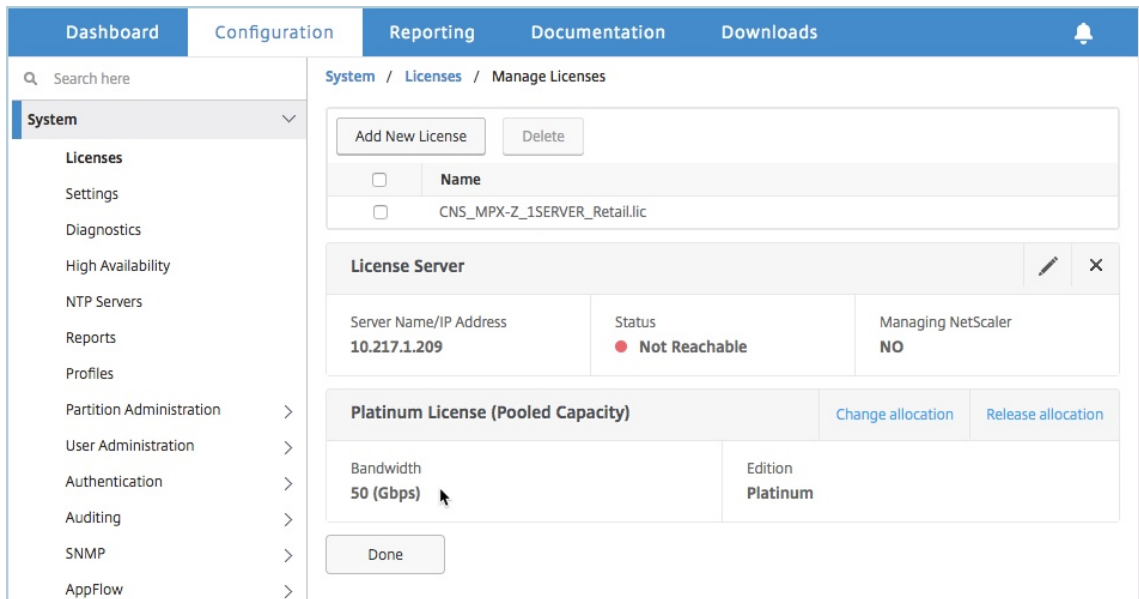 Dashboard Configuration Reporting Documentation Downloads
Search here
System
Licenses
Settings
Diagnostics
High Availability
NTP Servers
Reports
Profiles
Partition Administration
User Administration
Authentication
Auditing
SNMP
AppFlow
System / Licenses / Manage Licenses
Add New License Delete
Name
CNS_MPX-Z_1SERVER_Retail.lic
License Server
Server Name/IP Address Status Managing NetScaler
10.217.1.209 Not Reachable NO
Platinum License (Pooled Capacity) Change allocation Release allocation
Bandwidth Edition
50 (Gbps) Platinum
Done